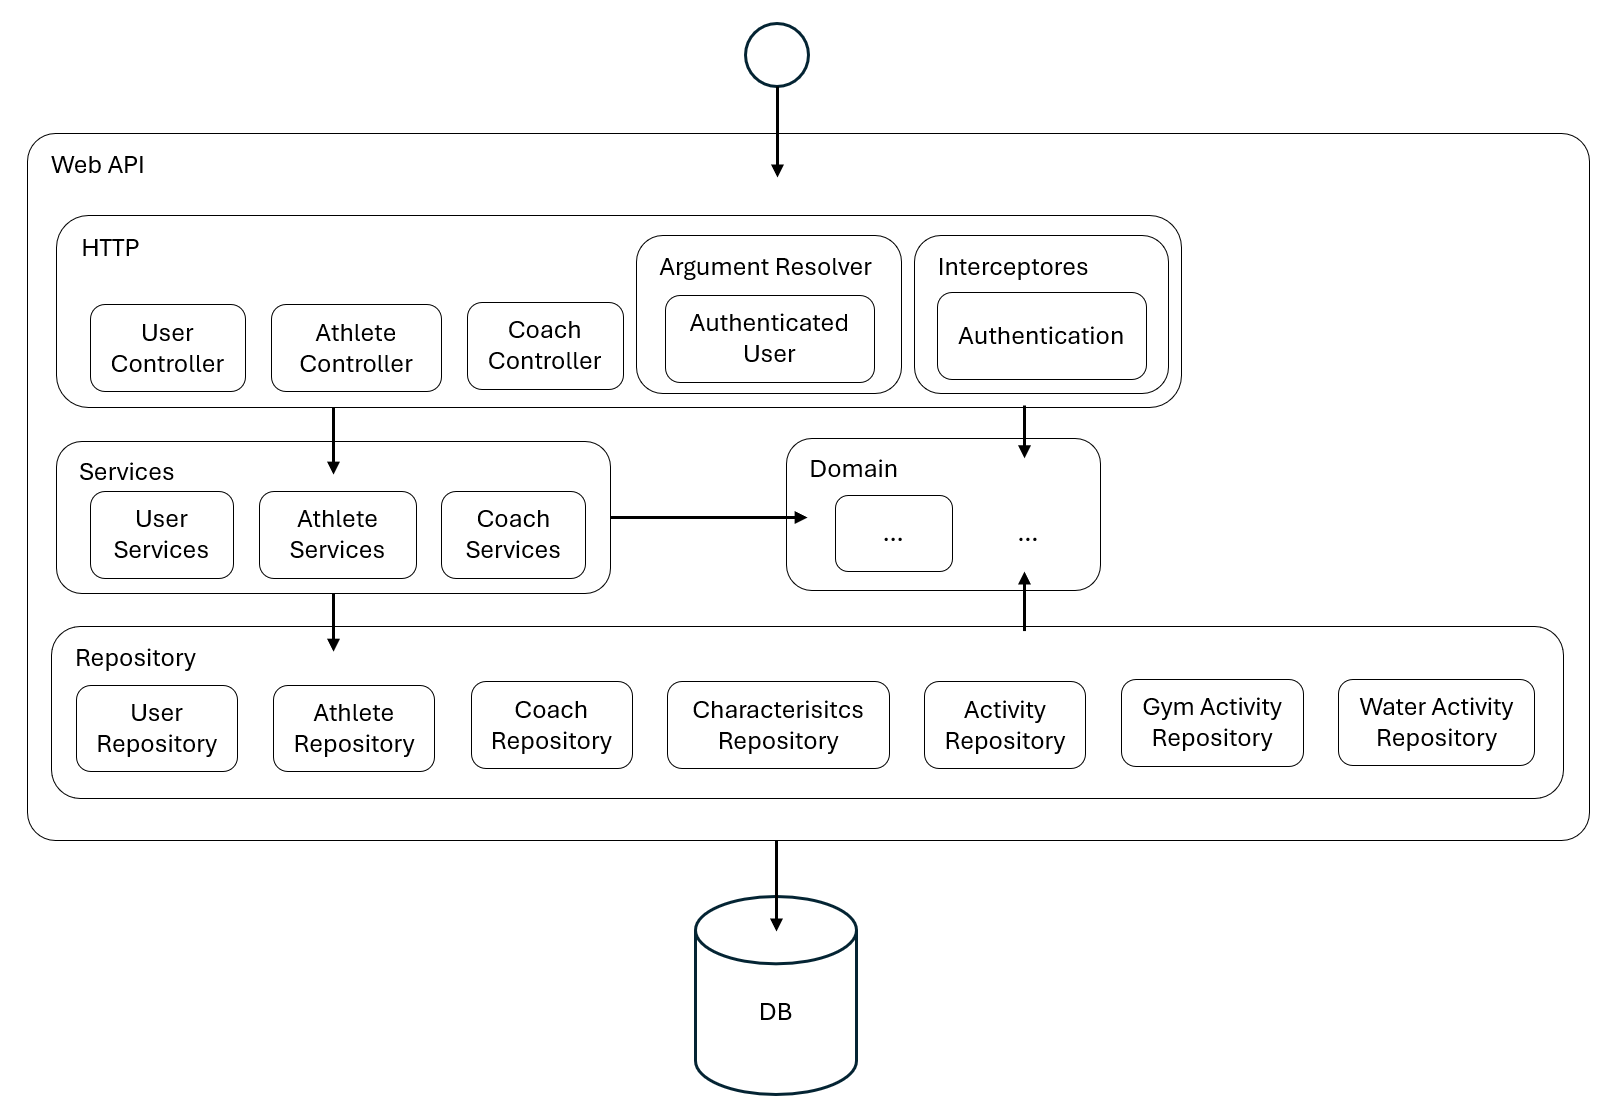 Web API
HTTP
User
Controller
Athlete
Controller
Coach
Controller
Argument Resolver
Authenticated
User
Interceptores
Authentication
Services
User
Services
Athlete
Services
Coach
Services
Domain
...
...
Repository
User
Repository
Athlete
Repository
Coach
Repository
Characterisitcs
Repository
Activity
Repository
Gym Activity
Repository
Water Activity
Repository
DB